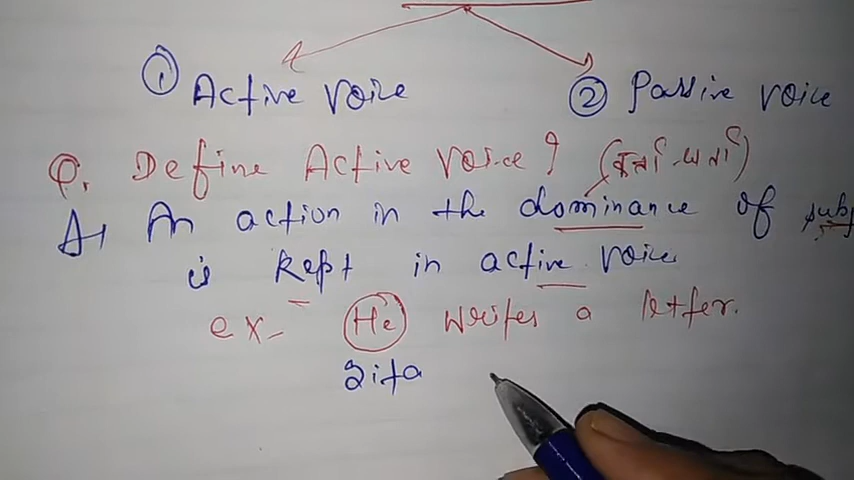 ① Active voice ② Passive voice
Q. Define Active voice?
A, An action in the dominance of subj
is kept in active voice
ex- He writes a letter.
Sita